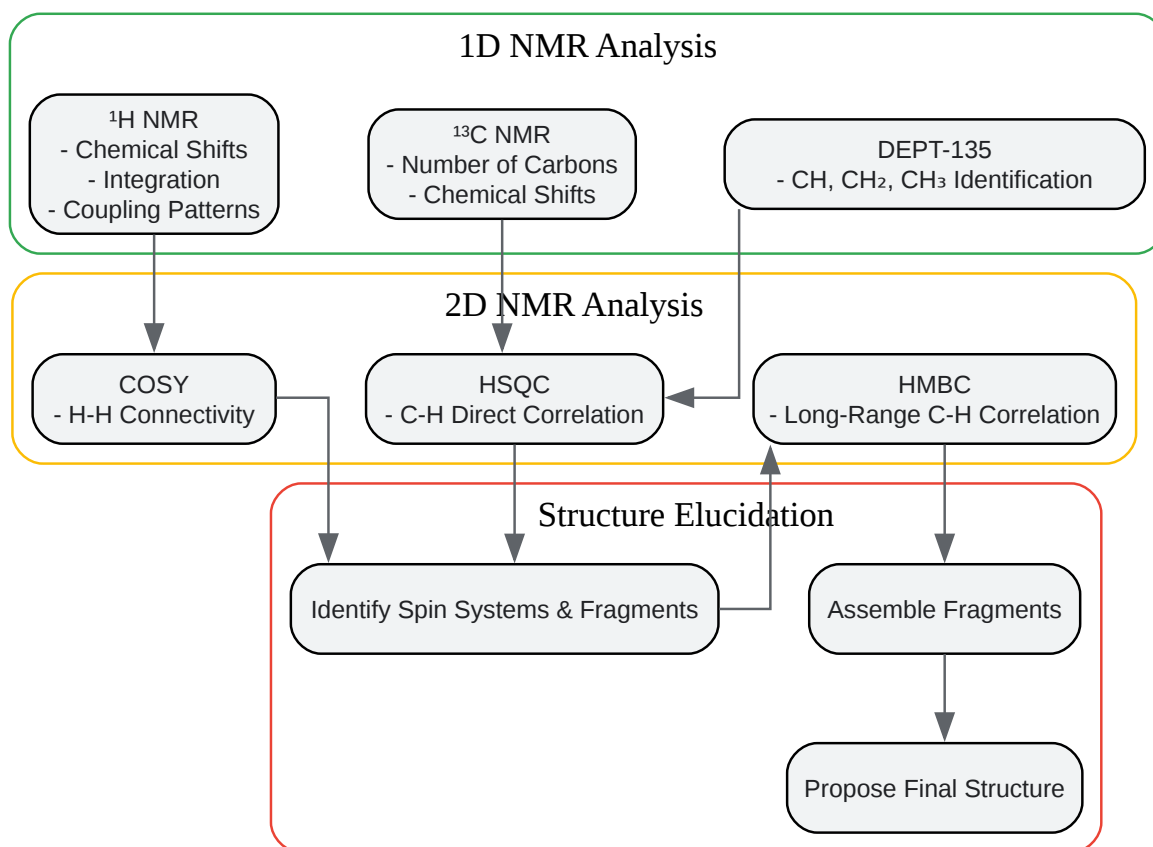 1D NMR Analysis
¹H NMR
- Chemical Shifts
- Integration
- Coupling Patterns
¹³C NMR
- Number of Carbons
- Chemical Shifts
DEPT-135
- CH, CH₂, CH₃ Identification
2D NMR Analysis
COSY
- H-H Connectivity
HSQC
- C-H Direct Correlation
HMBC
- Long-Range C-H Correlation
Structure Elucidation
Identify Spin Systems & Fragments
Assemble Fragments
Propose Final Structure